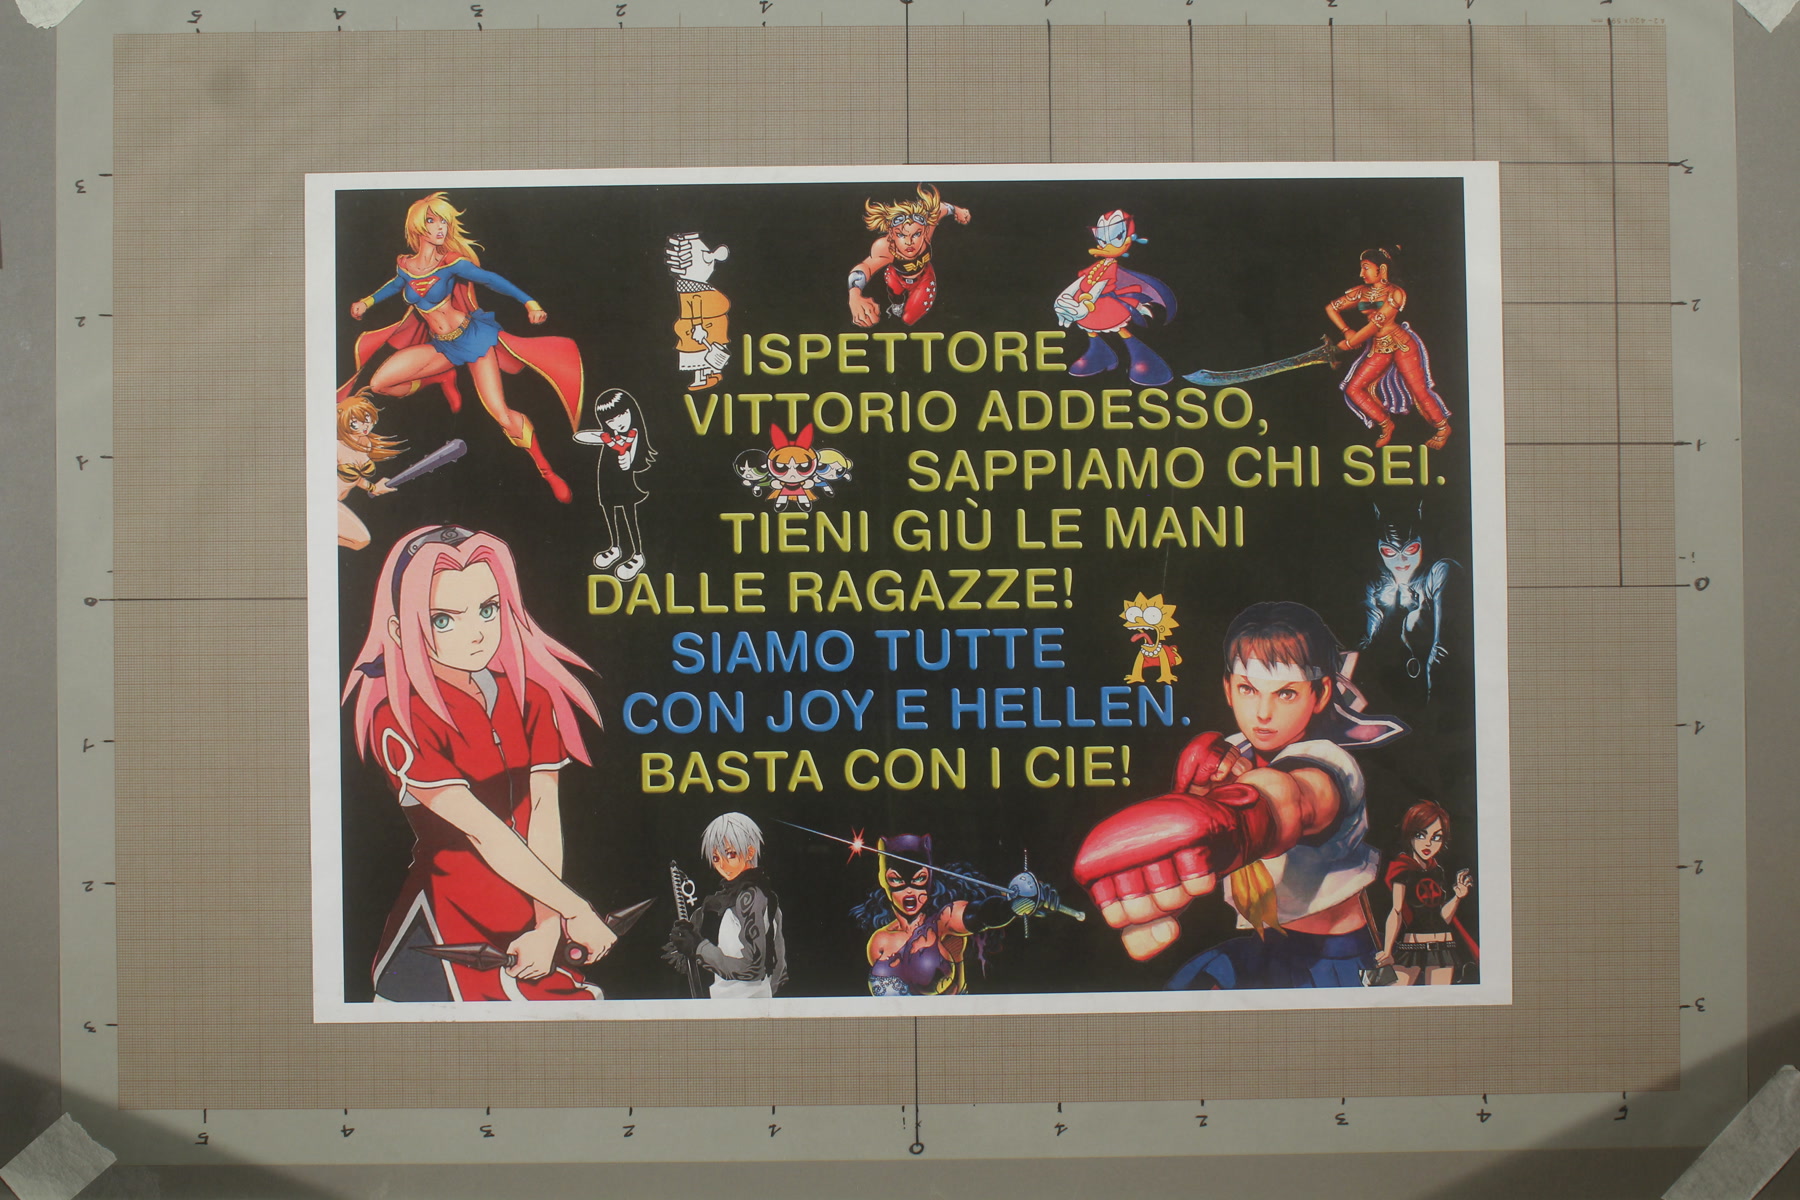 ISPETTORE
VITTORIO ADDESSO,
SAPPIAMO CHI SEI.
TIENI GIÙ LE MANI
DALLE RAGAZZE!
SIAMO TUTTE
CON JOY E HELLEN.
BASTA CON I CIE!